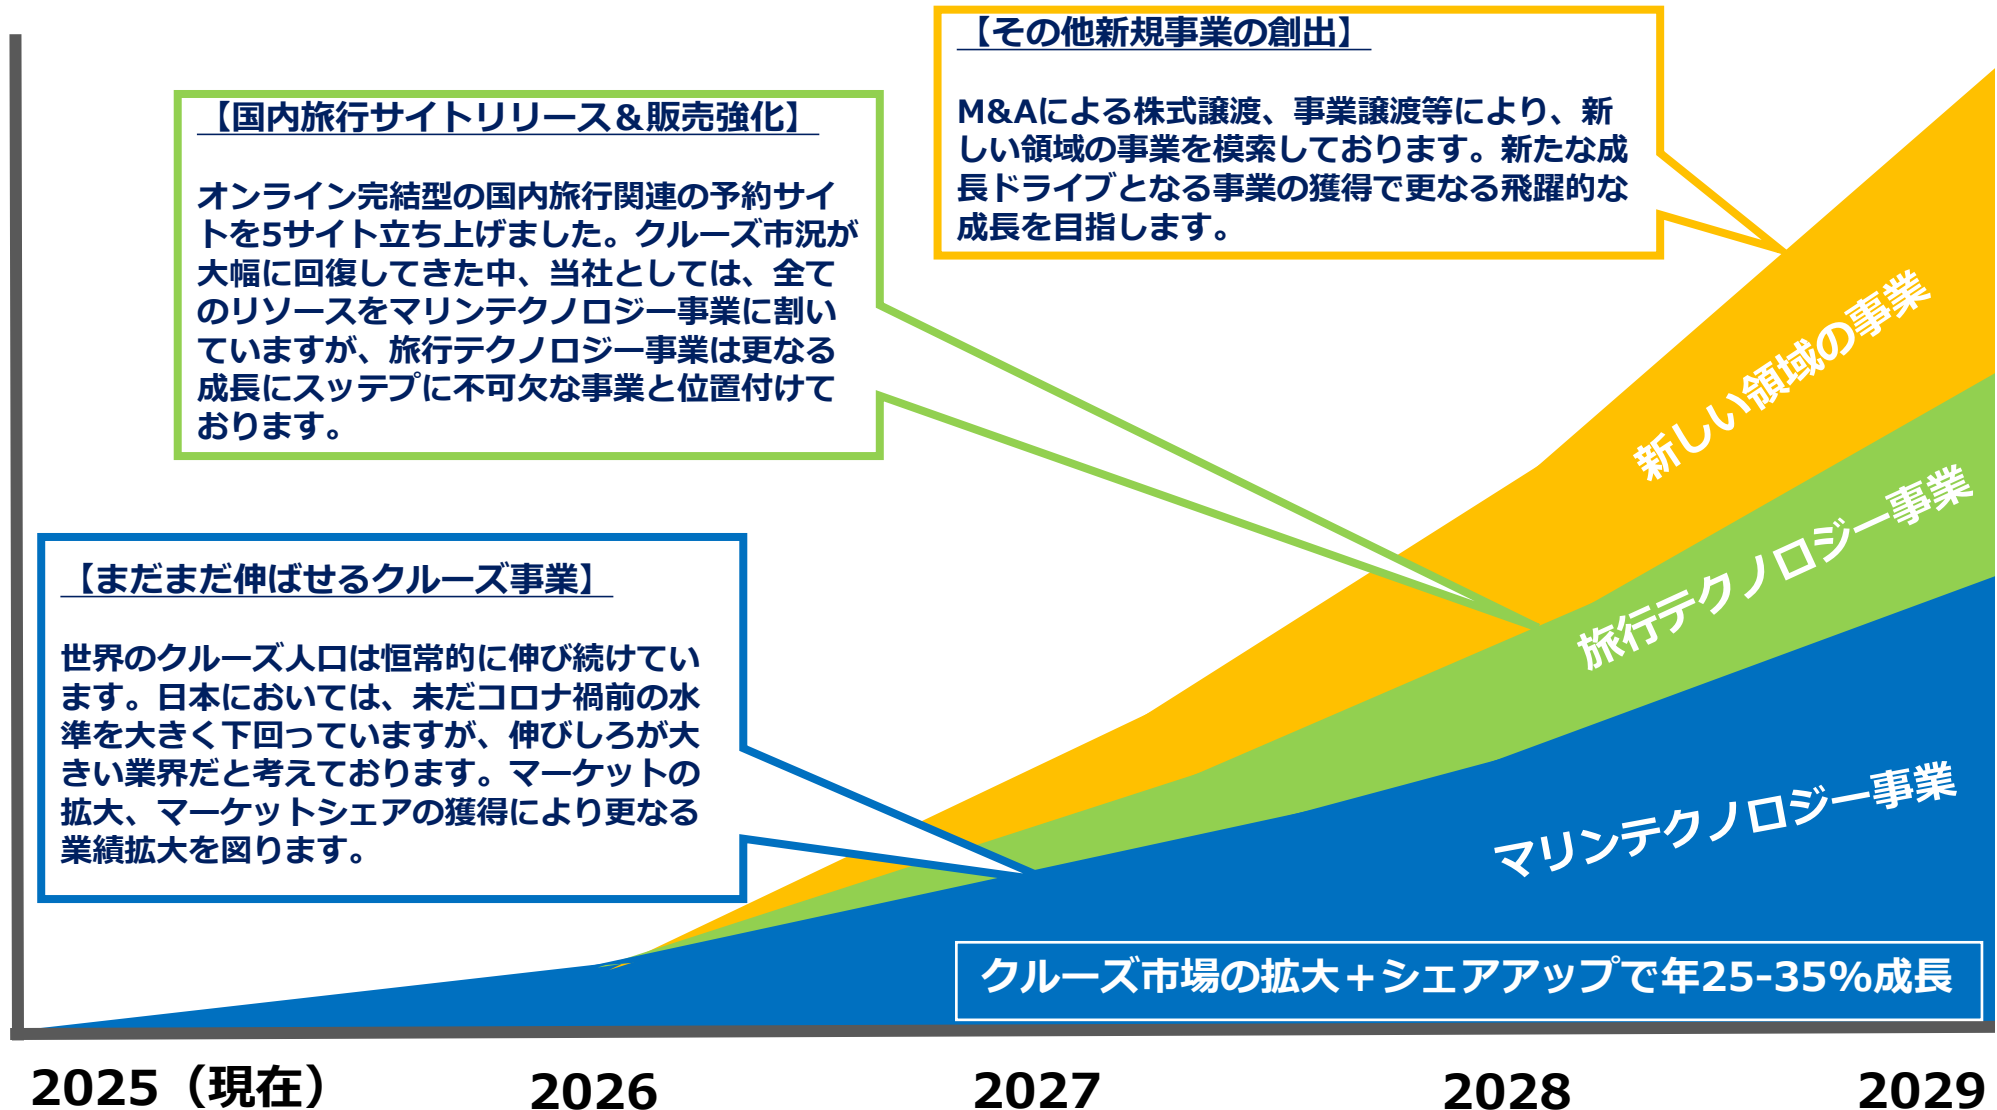 【その他新規事業の創出】
M&Aによる株式譲渡、事業譲渡等により、新
しい領域の事業を模索しております。新たな成
長ドライブとなる事業の獲得で更なる飛躍的な
成長を目指します。
【国内旅行サイトリリース＆販売強化】
オンライン完結型の国内旅行関連の予約サイ
トを5サイト立ち上げました。クルーズ市況が
大幅に回復してきた中、当社としては、全て
のリソースをマリンテクノロジー事業に割い
ていますが、旅行テクノロジー事業は更なる
成長にスッテプに不可欠な事業と位置付けて
おります。
【まだまだ伸ばせるクルーズ事業】
世界のクルーズ人口は恒常的に伸び続けてい
ます。日本においては、未だコロナ禍前の水
準を大きく下回っていますが、伸びしろが大
きい業界だと考えております。マーケットの
拡大、マーケットシェアの獲得により更なる
業績拡大を図ります。
新しい領域の事業
旅行テクノロジー事業
マリンテクノロジー事業
クルーズ市場の拡大＋シェアアップで年25-35%成長
2025（現在）
2026
2027
2028
2029